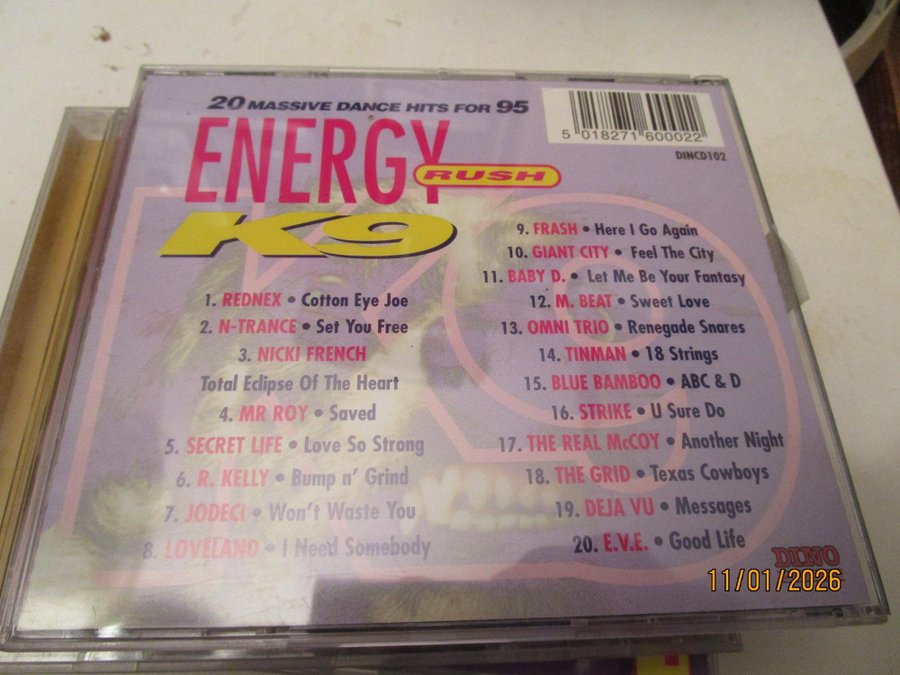 20 MASSIVE DANCE HITS FOR 95
ENERGY
RUSH
K9
5 018271 600022
DINCD102
1. REDNEX • Cotton Eye Joe
2. N-TRANCE • Set You Free
3. NICKI FRENCH
Total Eclipse Of The Heart
4. MR ROY • Saved
5. SECRET LIFE • Love So Strong
6. R. KELLY • Bump n' Grind
7. JODECI • Won't Waste You
8. LOVELAND • I Need Somebody
9. FRASH • Here I Go Again
10. GIANT CITY • Feel The City
11. BABY D. • Let Me Be Your Fantasy
12. M. BEAT • Sweet Love
13. OMNI TRIO • Renegade Snares
14. TINMAN • 18 Strings
15. BLUE BAMBOO • ABC & D
16. STRIKE • U Sure Do
17. THE REAL McCOY • Another Night
18. THE GRID • Texas Cowboys
19. DEJA VU • Messages
20. E.V.E. • Good Life
DINO
11/01/2026